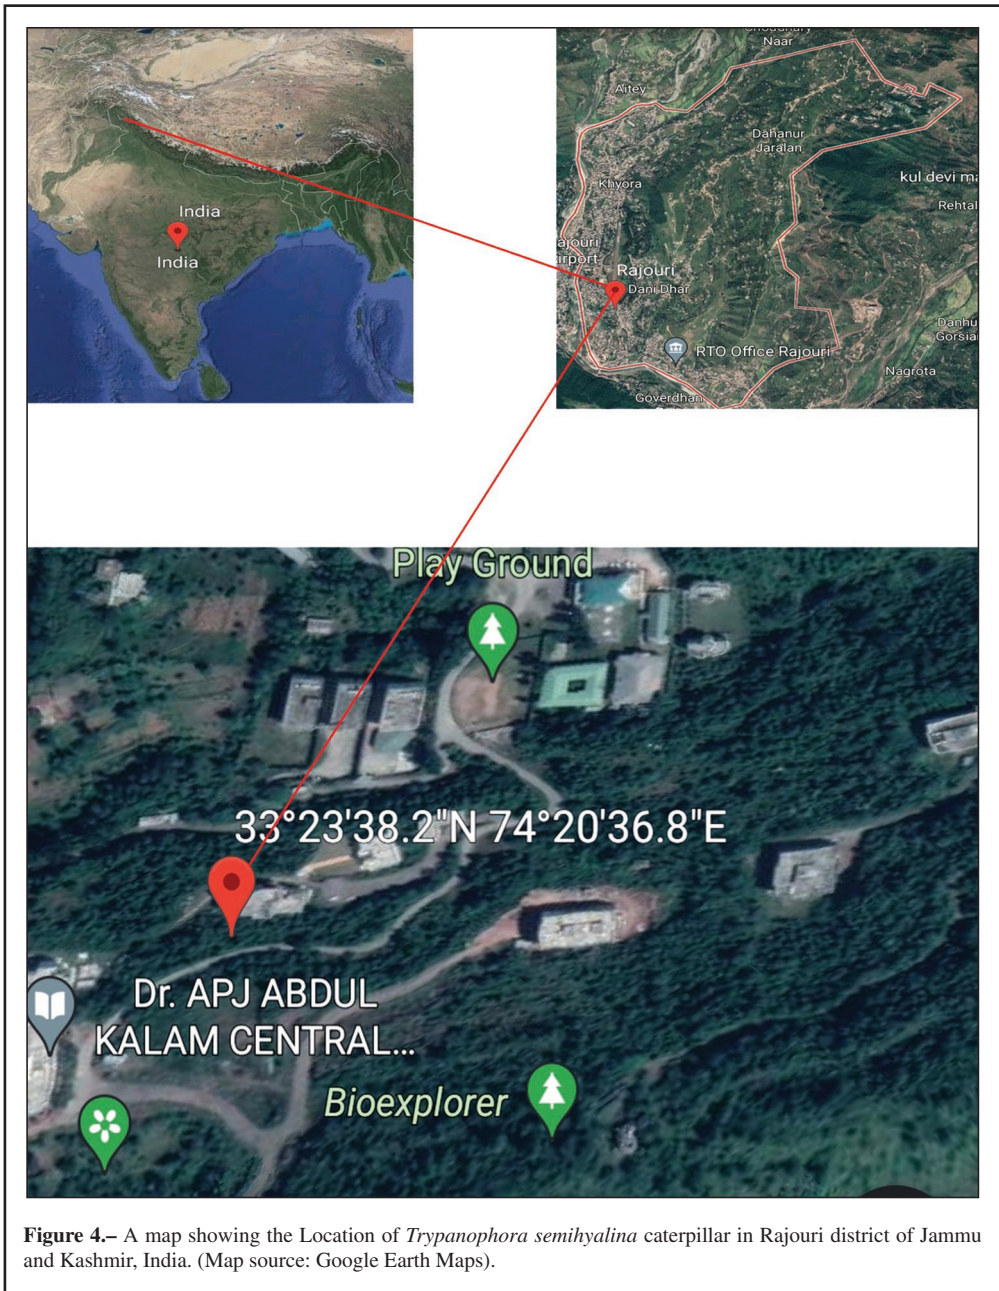 India
India
Choudhary
Naar
Aitey
Dahanur
Jaralan
Khyora
kul devi ma
Rehtal
ajouri
irport
Rajouri
Dani Dhar
Danhu
Gorsia
RTO Office Rajouri
Nagrota
Goverdhan
Play Ground
33°23'38.2"N 74°20'36.8"E
Dr. APJ ABDUL
KALAM CENTRAL...
Bioexplorer
Figure 4.– A map showing the Location of Trypanophora semihyalina caterpillar in Rajouri district of Jammu
and Kashmir, India. (Map source: Google Earth Maps).